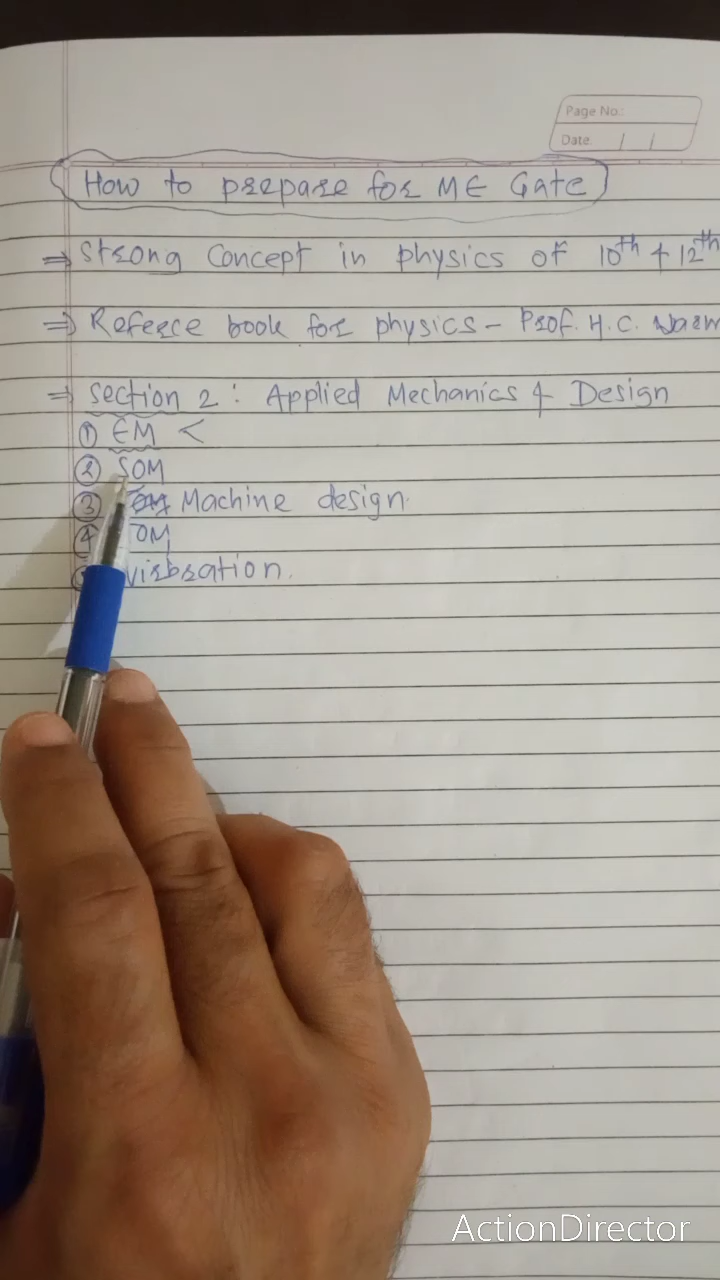 Page No:
Date. / /
How to prepare for ME Gate
⇒ strong Concept in physics of 10th & 12th
⇒ Referce book for physics - Prof. H.C.
⇒ section 2 : Applied Mechanics & Design
① EM <
② SOM
③ Machine design.
④ TOM
virbration.
ActionDirector